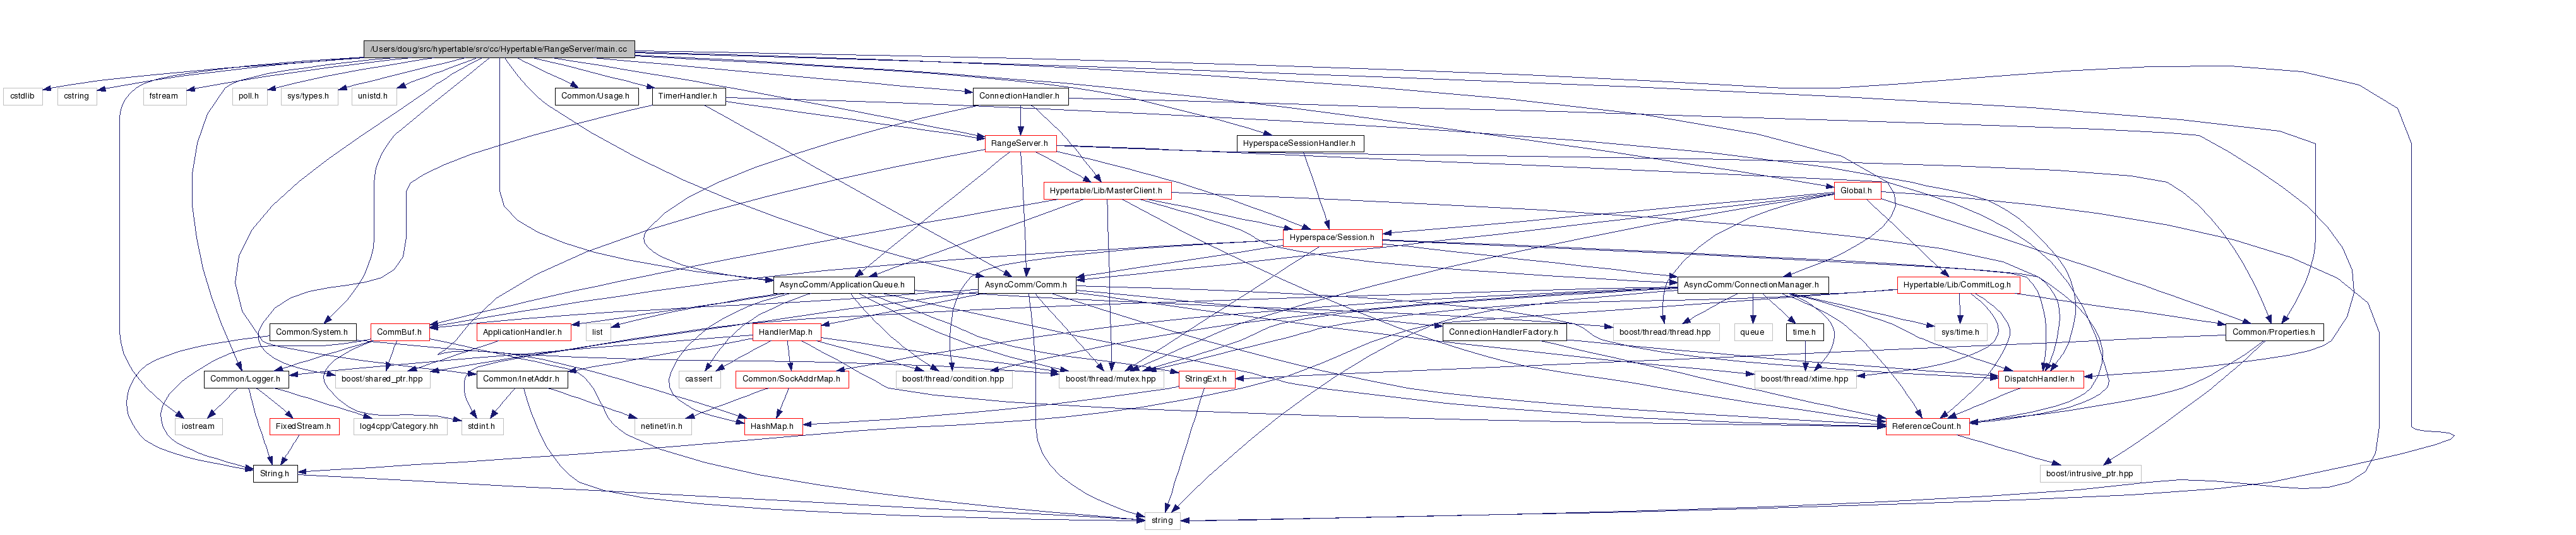 /Users/doug/src/hypertable/src/cc/Hypertable/RangeServer/main.cc
cstdlib
cstring
fstream
poll.h
sys/types.h
unistd.h
Common/Usage.h
TimerHandler.h
ConnectionHandler.h
RangeServer.h
HyperspaceSessionHandler.h
Hypertable/Lib/MasterClient.h
Global.h
Hyperspace/Session.h
AsyncComm/ApplicationQueue.h
AsyncComm/Comm.h
AsyncComm/ConnectionManager.h
Hypertable/Lib/CommitLog.h
Common/System.h
CommBuf.h
ApplicationHandler.h
list
HandlerMap.h
ConnectionHandlerFactory.h
boost/thread/thread.hpp
queue
time.h
sys/time.h
Common/Properties.h
Common/Logger.h
boost/shared_ptr.hpp
Common/InetAddr.h
cassert
Common/SockAddrMap.h
boost/thread/condition.hpp
boost/thread/mutex.hpp
StringExt.h
boost/thread/xtime.hpp
DispatchHandler.h
iostream
FixedStream.h
log4cpp/Category.hh
stdint.h
netinet/in.h
HashMap.h
ReferenceCount.h
String.h
boost/intrusive_ptr.hpp
string